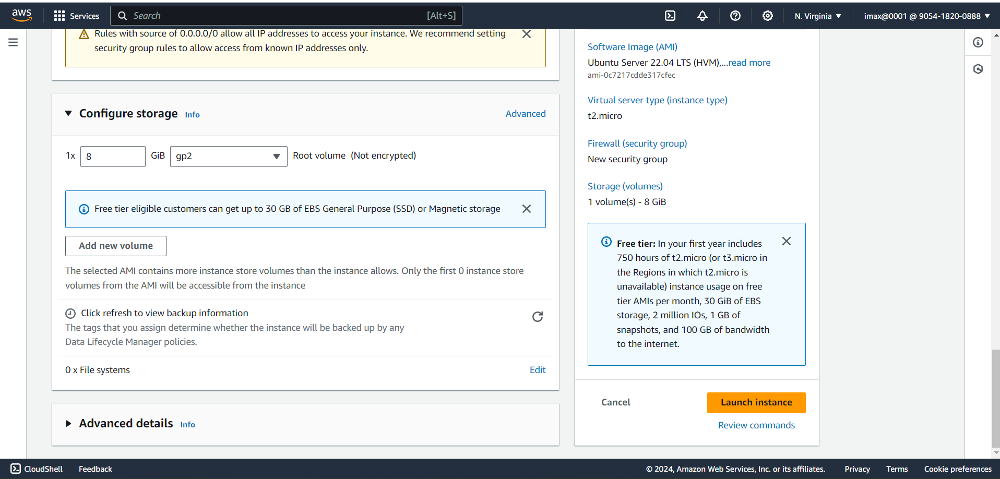 aws
Services
Search [Alt+S]
N. Virginia
imax@0001 @ 9054-1820-0888
Rules with source of 0.0.0.0/0 allow all IP addresses to access your instance. We recommend setting
security group rules to allow access from known IP addresses only.
Configure storage Info
Advanced
1x 8 GiB gp2 Root volume (Not encrypted)
Free tier eligible customers can get up to 30 GB of EBS General Purpose (SSD) or Magnetic storage
Add new volume
The selected AMI contains more instance store volumes than the instance allows. Only the first 0 instance store
volumes from the AMI will be accessible from the instance
Click refresh to view backup information
The tags that you assign determine whether the instance will be backed up by any
Data Lifecycle Manager policies.
0 x File systems
Edit
Advanced details Info
Software Image (AMI)
Ubuntu Server 22.04 LTS (HVM),...read more
ami-0c7217cdde317cfec
Virtual server type (instance type)
t2.micro
Firewall (security group)
New security group
Storage (volumes)
1 volume(s) - 8 GiB
Free tier: In your first year includes
750 hours of t2.micro (or t3.micro in
the Regions in which t2.micro is
unavailable) instance usage on free
tier AMIs per month, 30 GiB of EBS
storage, 2 million IOs, 1 GB of
snapshots, and 100 GB of bandwidth
to the internet.
Cancel
Launch instance
Review commands
CloudShell
Feedback
© 2024, Amazon Web Services, Inc. or its affiliates.
Privacy
Terms
Cookie preferences